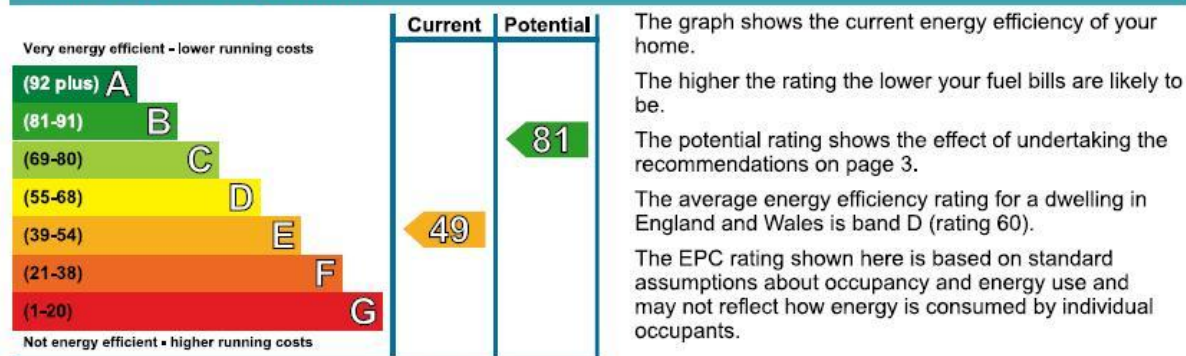 Current Potential
Very energy efficient - lower running costs
(92 plus) A
(81-91) B
(69-80) C
(55-68) D
(39-54) E
(21-38) F
(1-20) G
Not energy efficient - higher running costs
81
49
The graph shows the current energy efficiency of your
home.
The higher the rating the lower your fuel bills are likely to
be.
The potential rating shows the effect of undertaking the
recommendations on page 3.
The average energy efficiency rating for a dwelling in
England and Wales is band D (rating 60).
The EPC rating shown here is based on standard
assumptions about occupancy and energy use and
may not reflect how energy is consumed by individual
occupants.